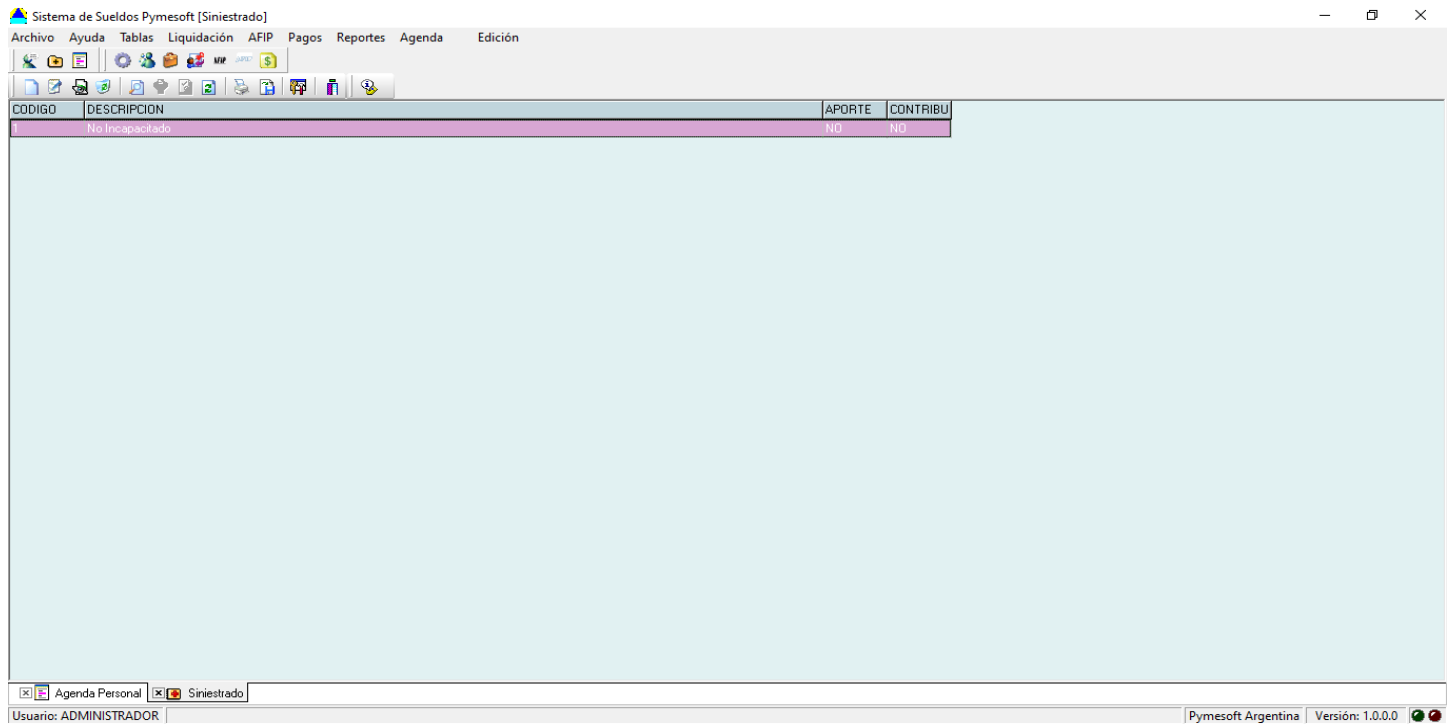 Sistema de Sueldos Pymesoft [Siniestrado]
Archivo Ayuda Tablas Liquidación AFIP Pagos Reportes Agenda Edición
CODIGO DESCRIPCION APORTE CONTRIBU
1 No Incapacitado NO NO
Agenda Personal Siniestrado
Usuario: ADMINISTRADOR Pymesoft Argentina Versión: 1.0.0.0